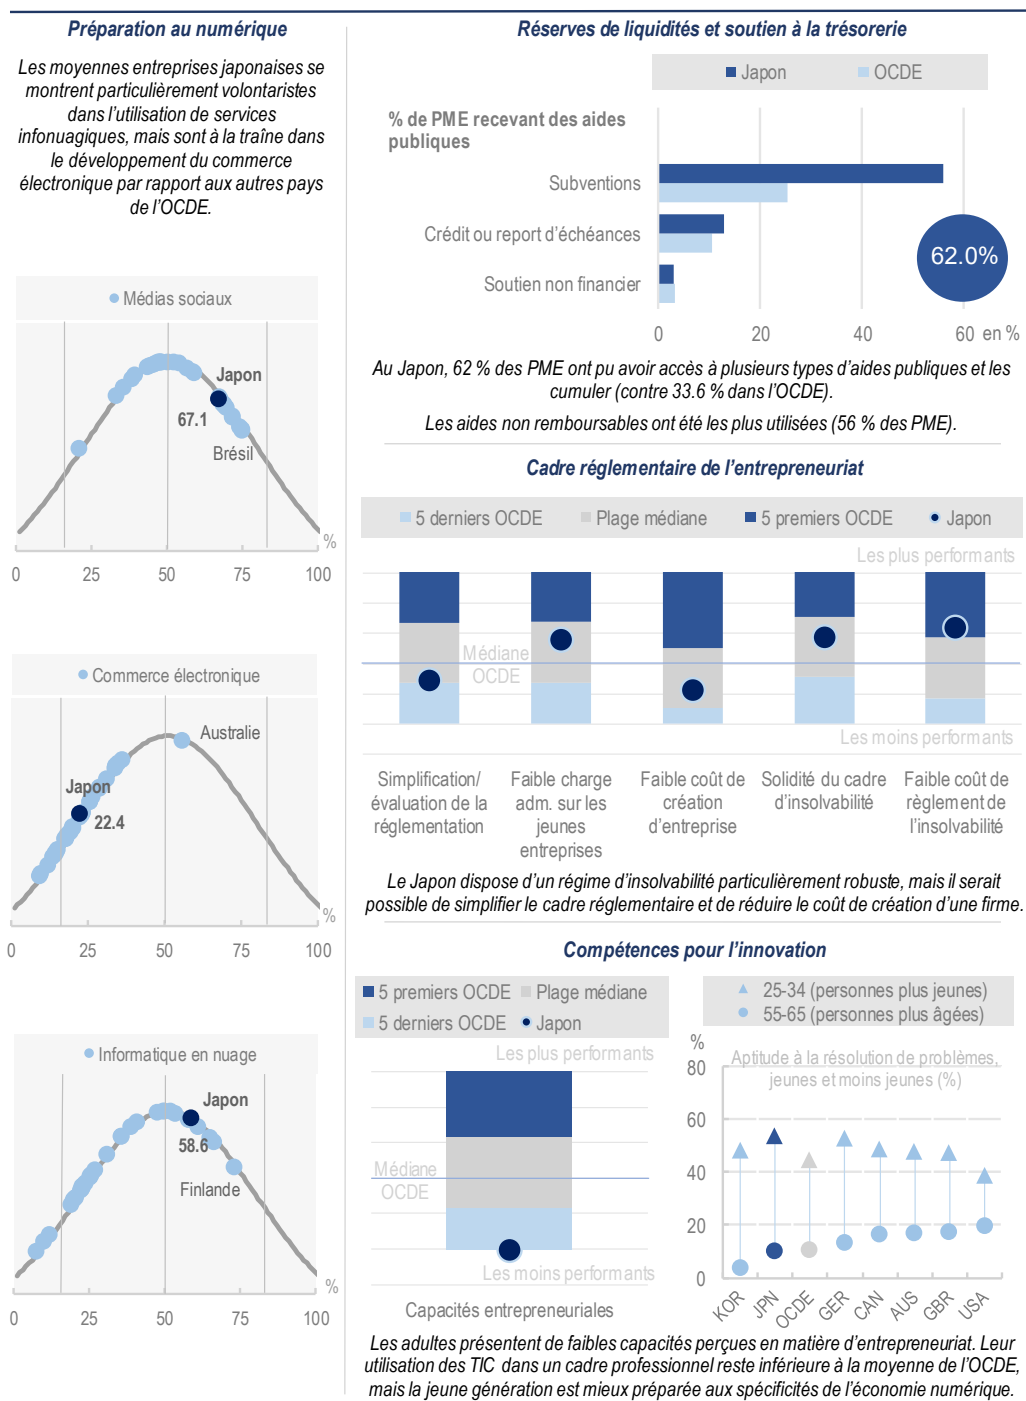 Préparation au numérique
Les moyennes entreprises japonaises se
montrent particulièrement volontaristes
dans l'utilisation de services
infonuagiques, mais sont à la traîne dans
le développement du commerce
électronique par rapport aux autres pays
de l'OCDE.
Médias sociaux
Japon
67.1
Brésil
%
0 25 50 75 100
Commerce électronique
Australie
Japon
22.4
%
0 25 50 75 100
Informatique en nuage
Japon
58.6
Finlande
%
0 25 50 75 100
Réserves de liquidités et soutien à la trésorerie
Japon OCDE
% de PME recevant des aides
publiques
Subventions
Crédit ou report d'échéances
Soutien non financier
62.0%
0 20 40 60 en %
Au Japon, 62 % des PME ont pu avoir accès à plusieurs types d'aides publiques et les
cumuler (contre 33.6 % dans l'OCDE).
Les aides non remboursables ont été les plus utilisées (56 % des PME).
Cadre réglementaire de l'entrepreneuriat
5 derniers OCDE Plage médiane 5 premiers OCDE Japon
Les plus performants
Médiane
OCDE
Les moins performants
Simplification/
évaluation de la
réglementation
Faible charge
adm. sur les
jeunes
entreprises
Faible coût de
création
d'entreprise
Solidité du cadre
d'insolvabilité
Faible coût de
règlement de
l'insolvabilité
Le Japon dispose d'un régime d'insolvabilité particulièrement robuste, mais il serait
possible de simplifier le cadre réglementaire et de réduire le coût de création d'une firme.
Compétences pour l'innovation
5 premiers OCDE Plage médiane
5 derniers OCDE Japon
Les plus performants
Médiane
OCDE
Les moins performants
Capacités entrepreneuriales
25-34 (personnes plus jeunes)
55-65 (personnes plus âgées)
%
Aptitude à la résolution de problèmes,
jeunes et moins jeunes (%)
80
60
40
20
0
KOR JPN OCDE GER CAN AUS GBR USA
Les adultes présentent de faibles capacités perçues en matière d'entrepreneuriat. Leur
utilisation des TIC dans un cadre professionnel reste inférieure à la moyenne de l'OCDE,
mais la jeune génération est mieux préparée aux spécificités de l'économie numérique.